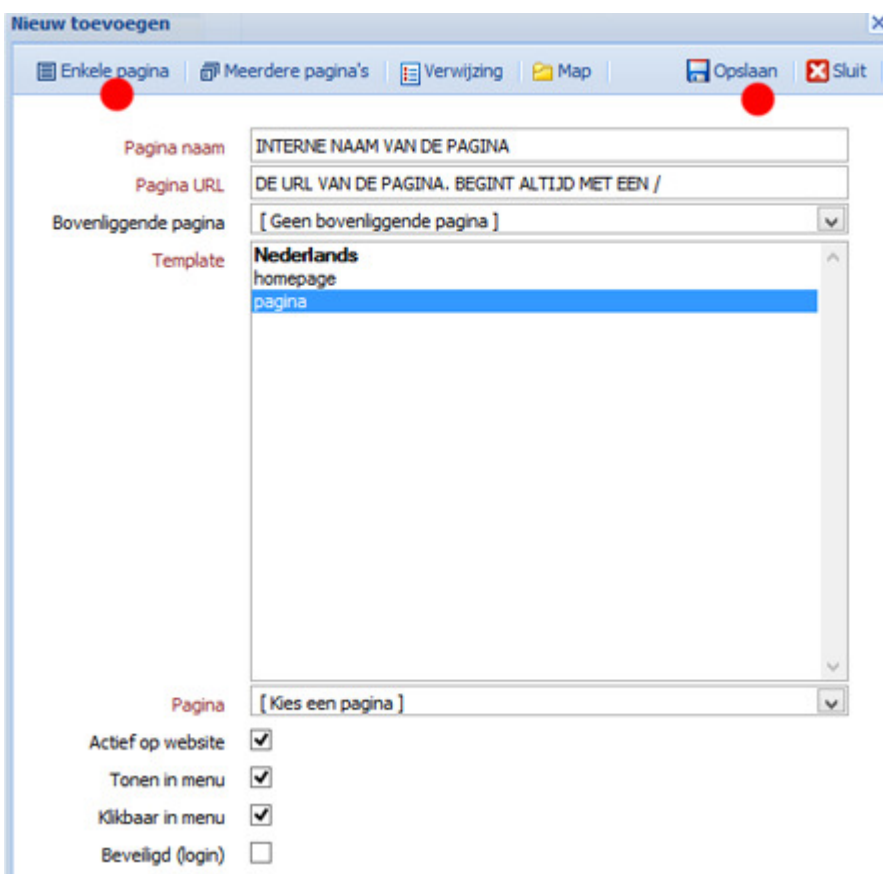 Nieuw toevoegen
Enkele pagina Meerdere pagina's Verwijzing Map Opslaan Sluit
Pagina naam INTERNE NAAM VAN DE PAGINA
Pagina URL DE URL VAN DE PAGINA. BEGINT ALTIJD MET EEN /
Bovenliggende pagina [ Geen bovenliggende pagina ]
Template Nederlands
homepage
pagina
Pagina [ Kies een pagina ]
Actief op website
Tonen in menu
Klikbaar in menu
Beveiligd (login)